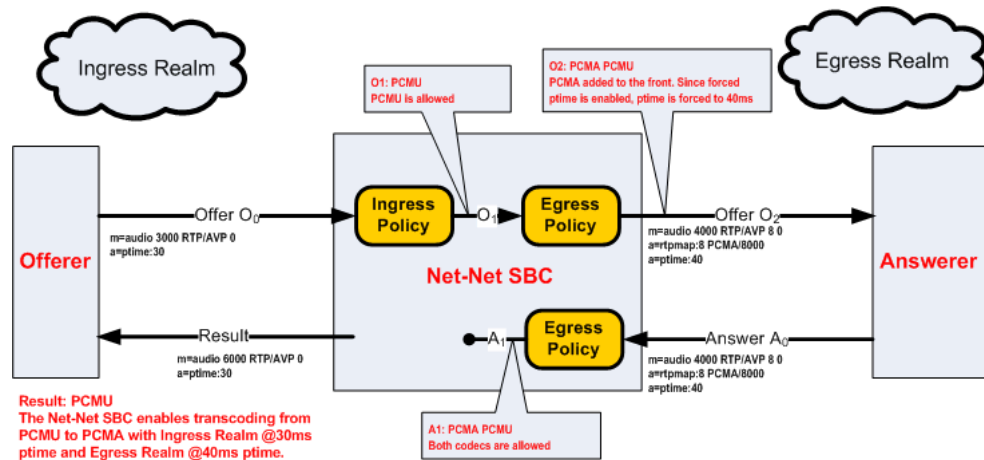 Ingress Realm
Egress Realm
O1: PCMU
PCMU is allowed
O2: PCMA PCMU
PCMA added to the front. Since forced
ptime is enabled, ptime is forced to 40ms
Offerer
Offer O0
m=audio 3000 RTP/AVP 0
a=ptime:30
Ingress
Policy
O1
Egress
Policy
Offer O2
m=audio 4000 RTP/AVP 8 0
a=rtpmap:8 PCMA/8000
a=ptime:40
Answerer
Net-Net SBC
Result
m=audio 6000 RTP/AVP 0
a=ptime:30
A1
Egress
Policy
Answer A0
m=audio 4000 RTP/AVP 8 0
a=rtpmap:8 PCMA/8000
a=ptime:40
Result: PCMU
The Net-Net SBC enables transcoding from
PCMU to PCMA with Ingress Realm @30ms
ptime and Egress Realm @40ms ptime.
A1: PCMA PCMU
Both codecs are allowed